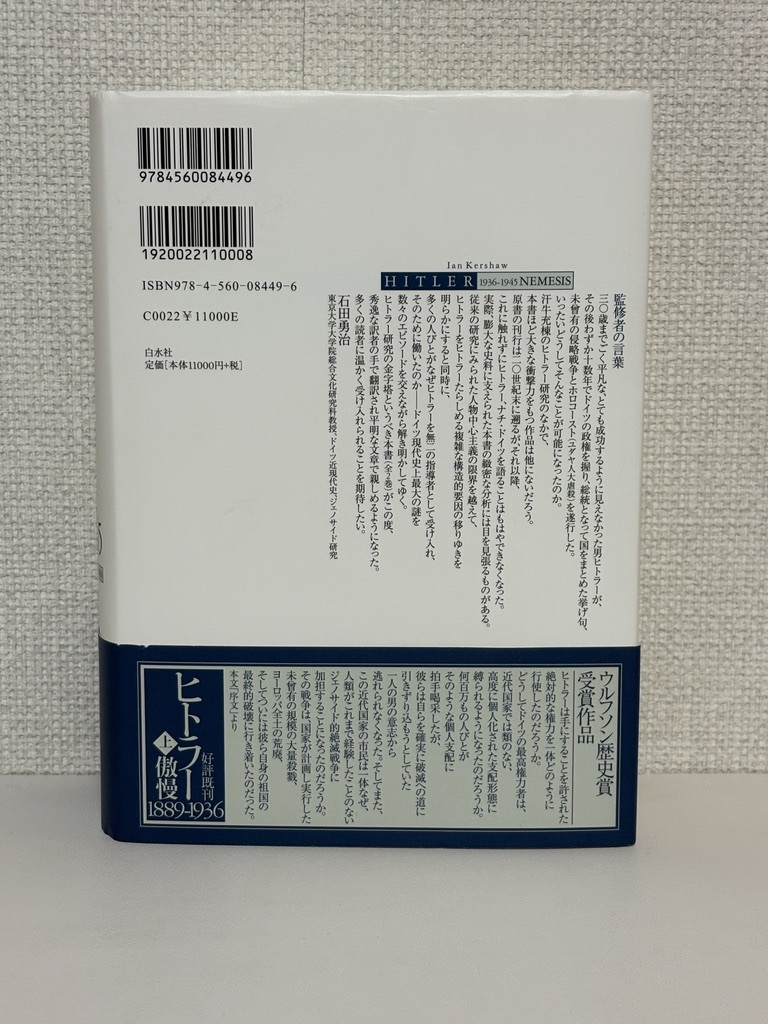 9784560084496
1920022110008
ISBN978-4-560-08449-6
C0022¥11000E
白水社
定価[本体11000円+税]
Ian Kershaw
HITLER 1936-1945 NEMESIS
監修者の言葉
三〇歳までごく平凡な、とても成功するように見えなかった男ヒトラーが、
その後わずか十数年でドイツの政権を握り、総統となって国をまとめた挙げ句、
未曾有の侵略戦争とホロコースト(ユダヤ人大虐殺)を遂行した。
いったいどうしてそんなことが可能になったのか。
汗牛充棟のヒトラー研究のなかで、
本書ほど大きな衝撃力をもつ作品は他にないだろう。
原書の刊行は二〇世紀末に遡るが、それ以降、
これに触れずにヒトラー、ナチ・ドイツを語ることはもはやできなくなった。
実際、膨大な史料に支えられた本書の緻密な分析には目を見張るものがある。
従来の研究にみられた人物中心主義の限界を越えて、
ヒトラーをヒトラーたらしめる複雑な構造的要因の移りゆきを
明らかにすると同時に、
多くの人びとがなぜヒトラーを無二の指導者として受け入れ、
そのために働いたのか――ドイツ現代史上最大の謎を
数々のエピソードを交えながら解き明かしてゆく。
ヒトラー研究の金字塔というべき本書(全2巻)がこの度、
秀逸な訳者の手で翻訳され平明な文章で親しめるようになった。
多くの読者に温かく受け入れられることを期待したい。
石田勇治
東京大学大学院総合文化研究科教授、ドイツ近現代史、ジェノサイド研究
ウルフソン歴史賞
受賞作品
ヒトラーは手にすることを許された
絶対的な権力を一体どのように
行使したのだろうか。
どうしてドイツの最高権力者は、
近代国家では類のない、
高度に個人化された支配形態に
縛られるようになったのだろうか。
何百万もの人びとが
そのような個人支配に
拍手喝采したが、
彼らは自らを確実に破滅への道に
引きずり込もうとしていた
一人の男の意志から
逃れられなくなった。そしてまた、
この近代国家の市民は一体なぜ、
人類がこれまで経験したことのない
ジェノサイド的絶滅戦争に
加担することになったのだろうか。
その戦争は、国家が計画し実行した
未曾有の規模の大量殺戮、
ヨーロッパ全土の荒廃、
そしてついには彼ら自身の祖国の
最終的破壊に行き着いたのだった。
本文「序文」より
好評既刊
ヒトラー
上 傲慢
1889-1936